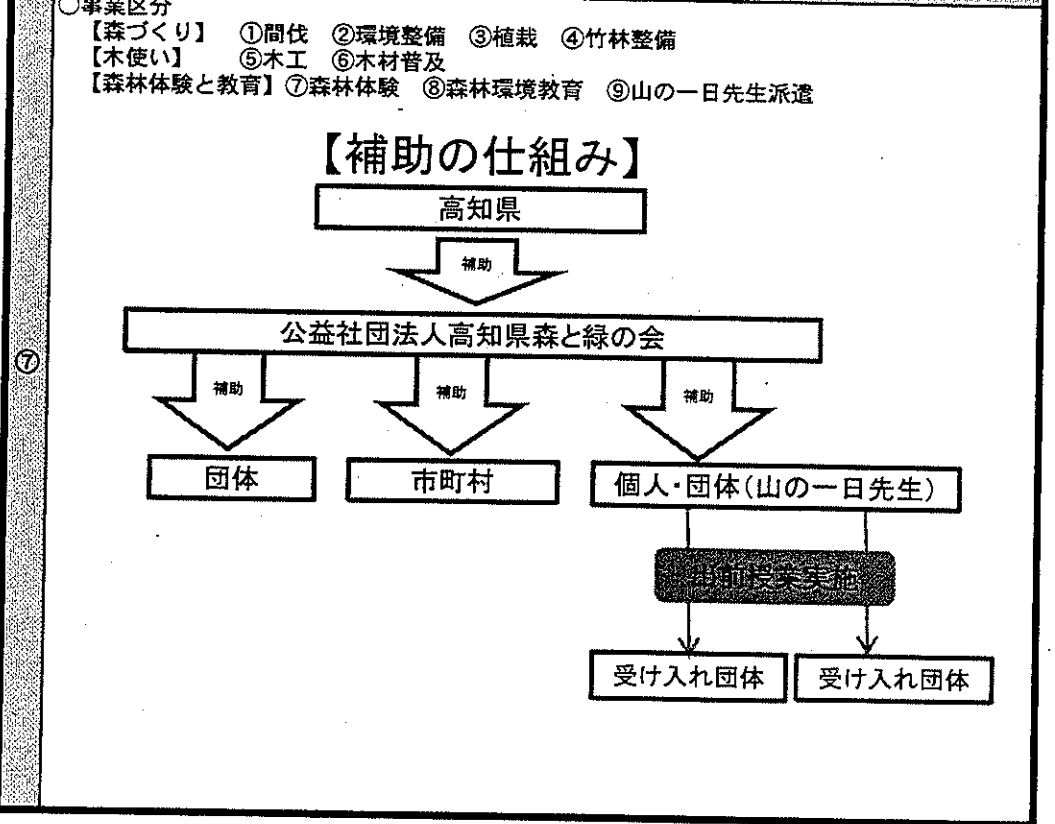 ○事業区分
【森づくり】 ①間伐 ②環境整備 ③植栽 ④竹林整備
【木使い】 ⑤木工 ⑥木材普及
【森林体験と教育】⑦森林体験 ⑧森林環境教育 ⑨山の一日先生派遣
【補助の仕組み】
高知県
補助
公益社団法人高知県森と緑の会
⑦
補助 補助 補助
団体 市町村 個人・団体(山の一日先生)
出前授業実施
受け入れ団体 受け入れ団体